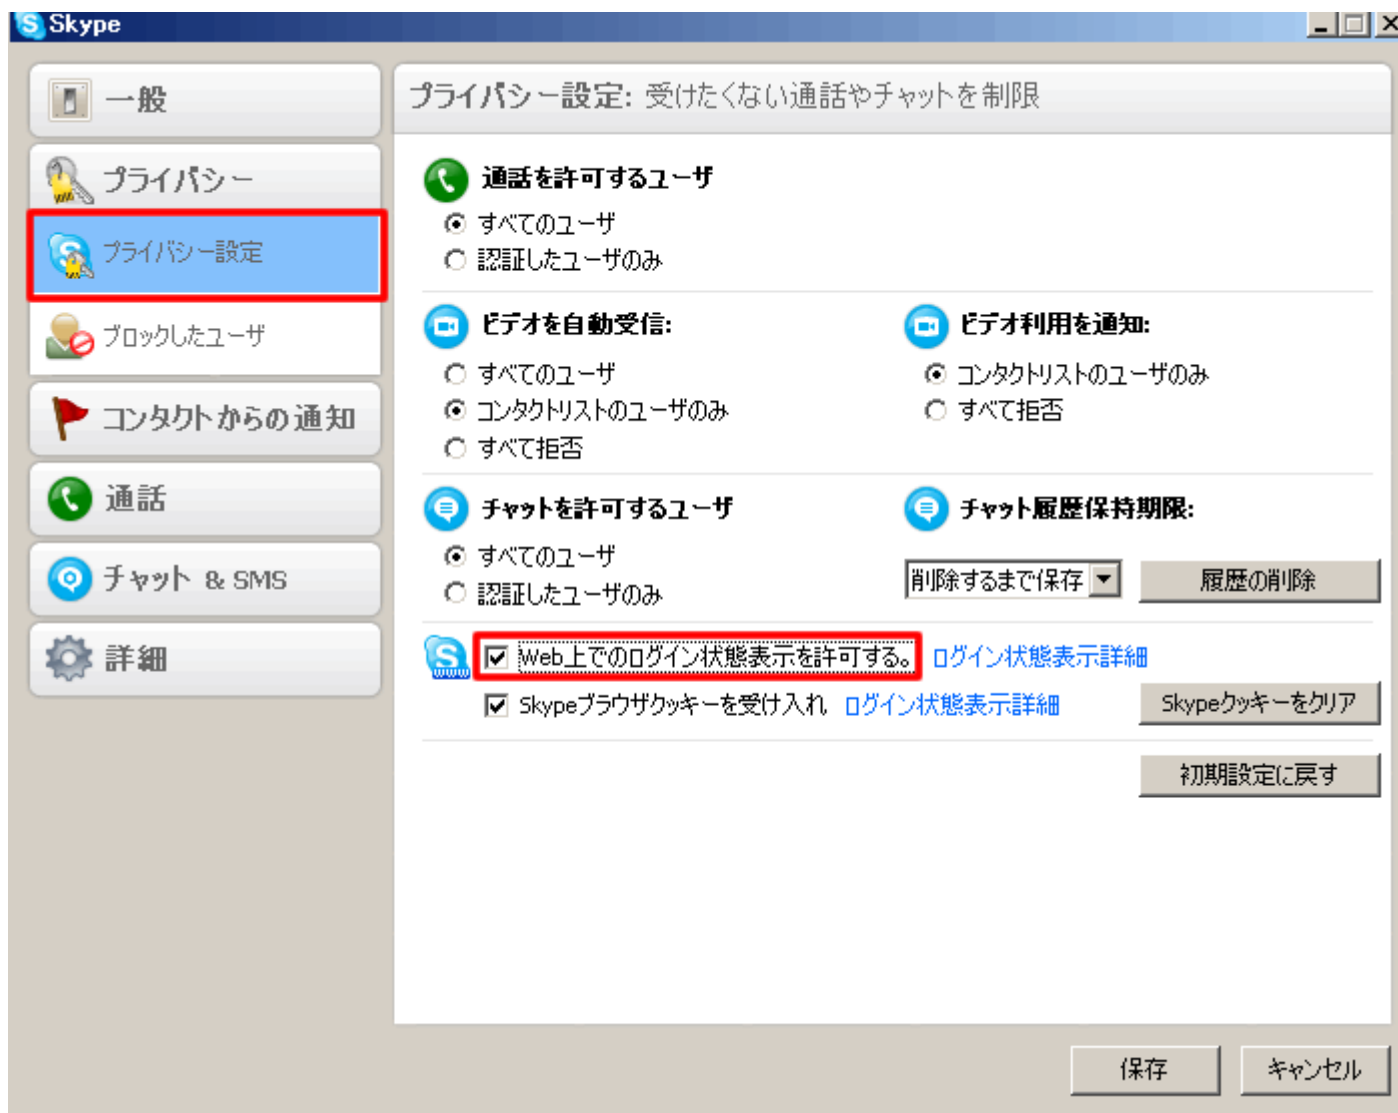 Skype
一般
プライバシー
プライバシー設定
ブロックしたユーザ
コンタクトからの通知
通話
チャット & SMS
詳細
プライバシー設定: 受けたくない通話やチャットを制限
通話を許可するユーザ
すべてのユーザ
認証したユーザのみ
ビデオを自動受信:
すべてのユーザ
コンタクトリストのユーザのみ
すべて拒否
ビデオ利用を通知:
コンタクトリストのユーザのみ
すべて拒否
チャットを許可するユーザ
すべてのユーザ
認証したユーザのみ
チャット履歴保持期限:
削除するまで保存 履歴の削除
Web上でのログイン状態表示を許可する。 ログイン状態表示詳細
Skypeブラウザクッキーを受け入れ ログイン状態表示詳細 Skypeクッキーをクリア
初期設定に戻す
保存 キャンセル